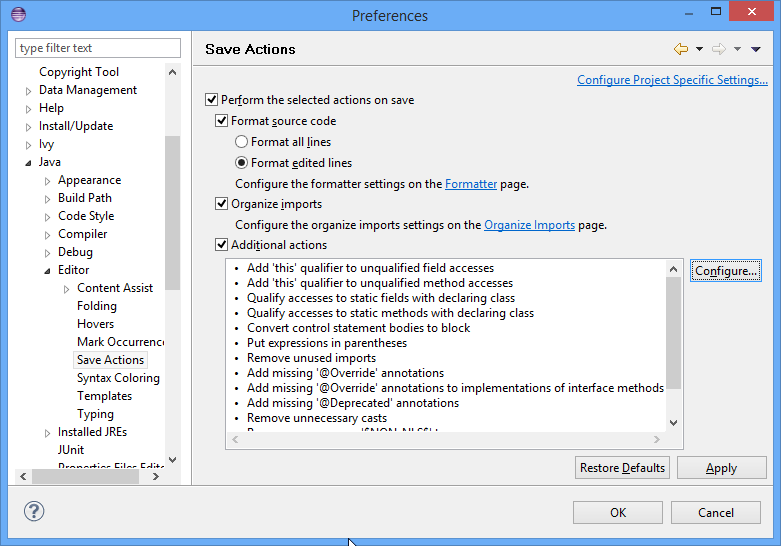 Preferences
type filter text
Copyright Tool
Data Management
Help
Install/Update
Ivy
Java
Appearance
Build Path
Code Style
Compiler
Debug
Editor
Content Assist
Folding
Hovers
Mark Occurrenc
Save Actions
Syntax Coloring
Templates
Typing
Installed JREs
JUnit
Properties Files Edit
Save Actions
Configure Project Specific Settings...
Perform the selected actions on save
Format source code
Format all lines
Format edited lines
Configure the formatter settings on the Formatter page.
Organize imports
Configure the organize imports settings on the Organize Imports page.
Additional actions
• Add 'this' qualifier to unqualified field accesses
• Add 'this' qualifier to unqualified method accesses
• Qualify accesses to static fields with declaring class
• Qualify accesses to static methods with declaring class
• Convert control statement bodies to block
• Put expressions in parentheses
• Remove unused imports
• Add missing '@Override' annotations
• Add missing '@Override' annotations to implementations of interface methods
• Add missing '@Deprecated' annotations
• Remove unnecessary casts
Configure...
Restore Defaults
Apply
OK
Cancel